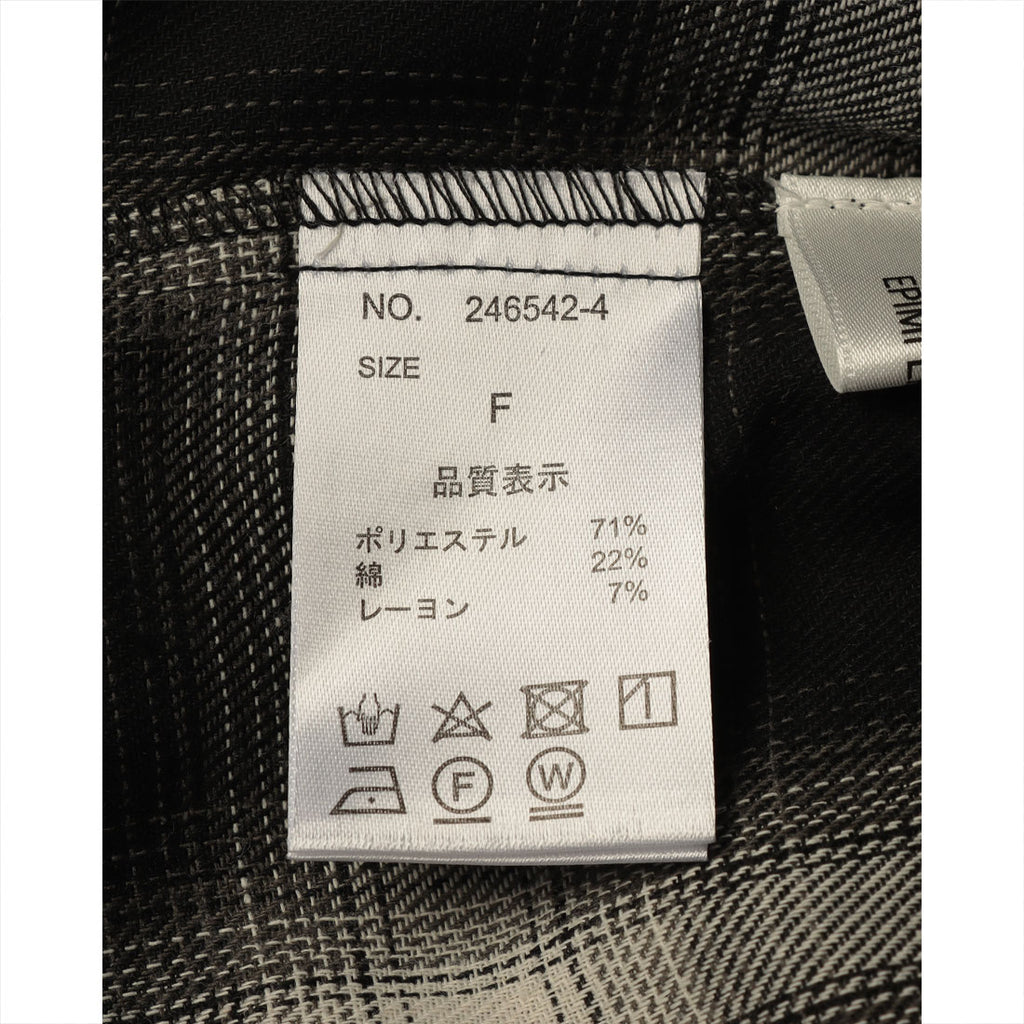 NO. 246542-4
SIZE
F
品質表示
ポリエステル 71%
綿 22%
レーヨン 7%
F
W
EPIMI